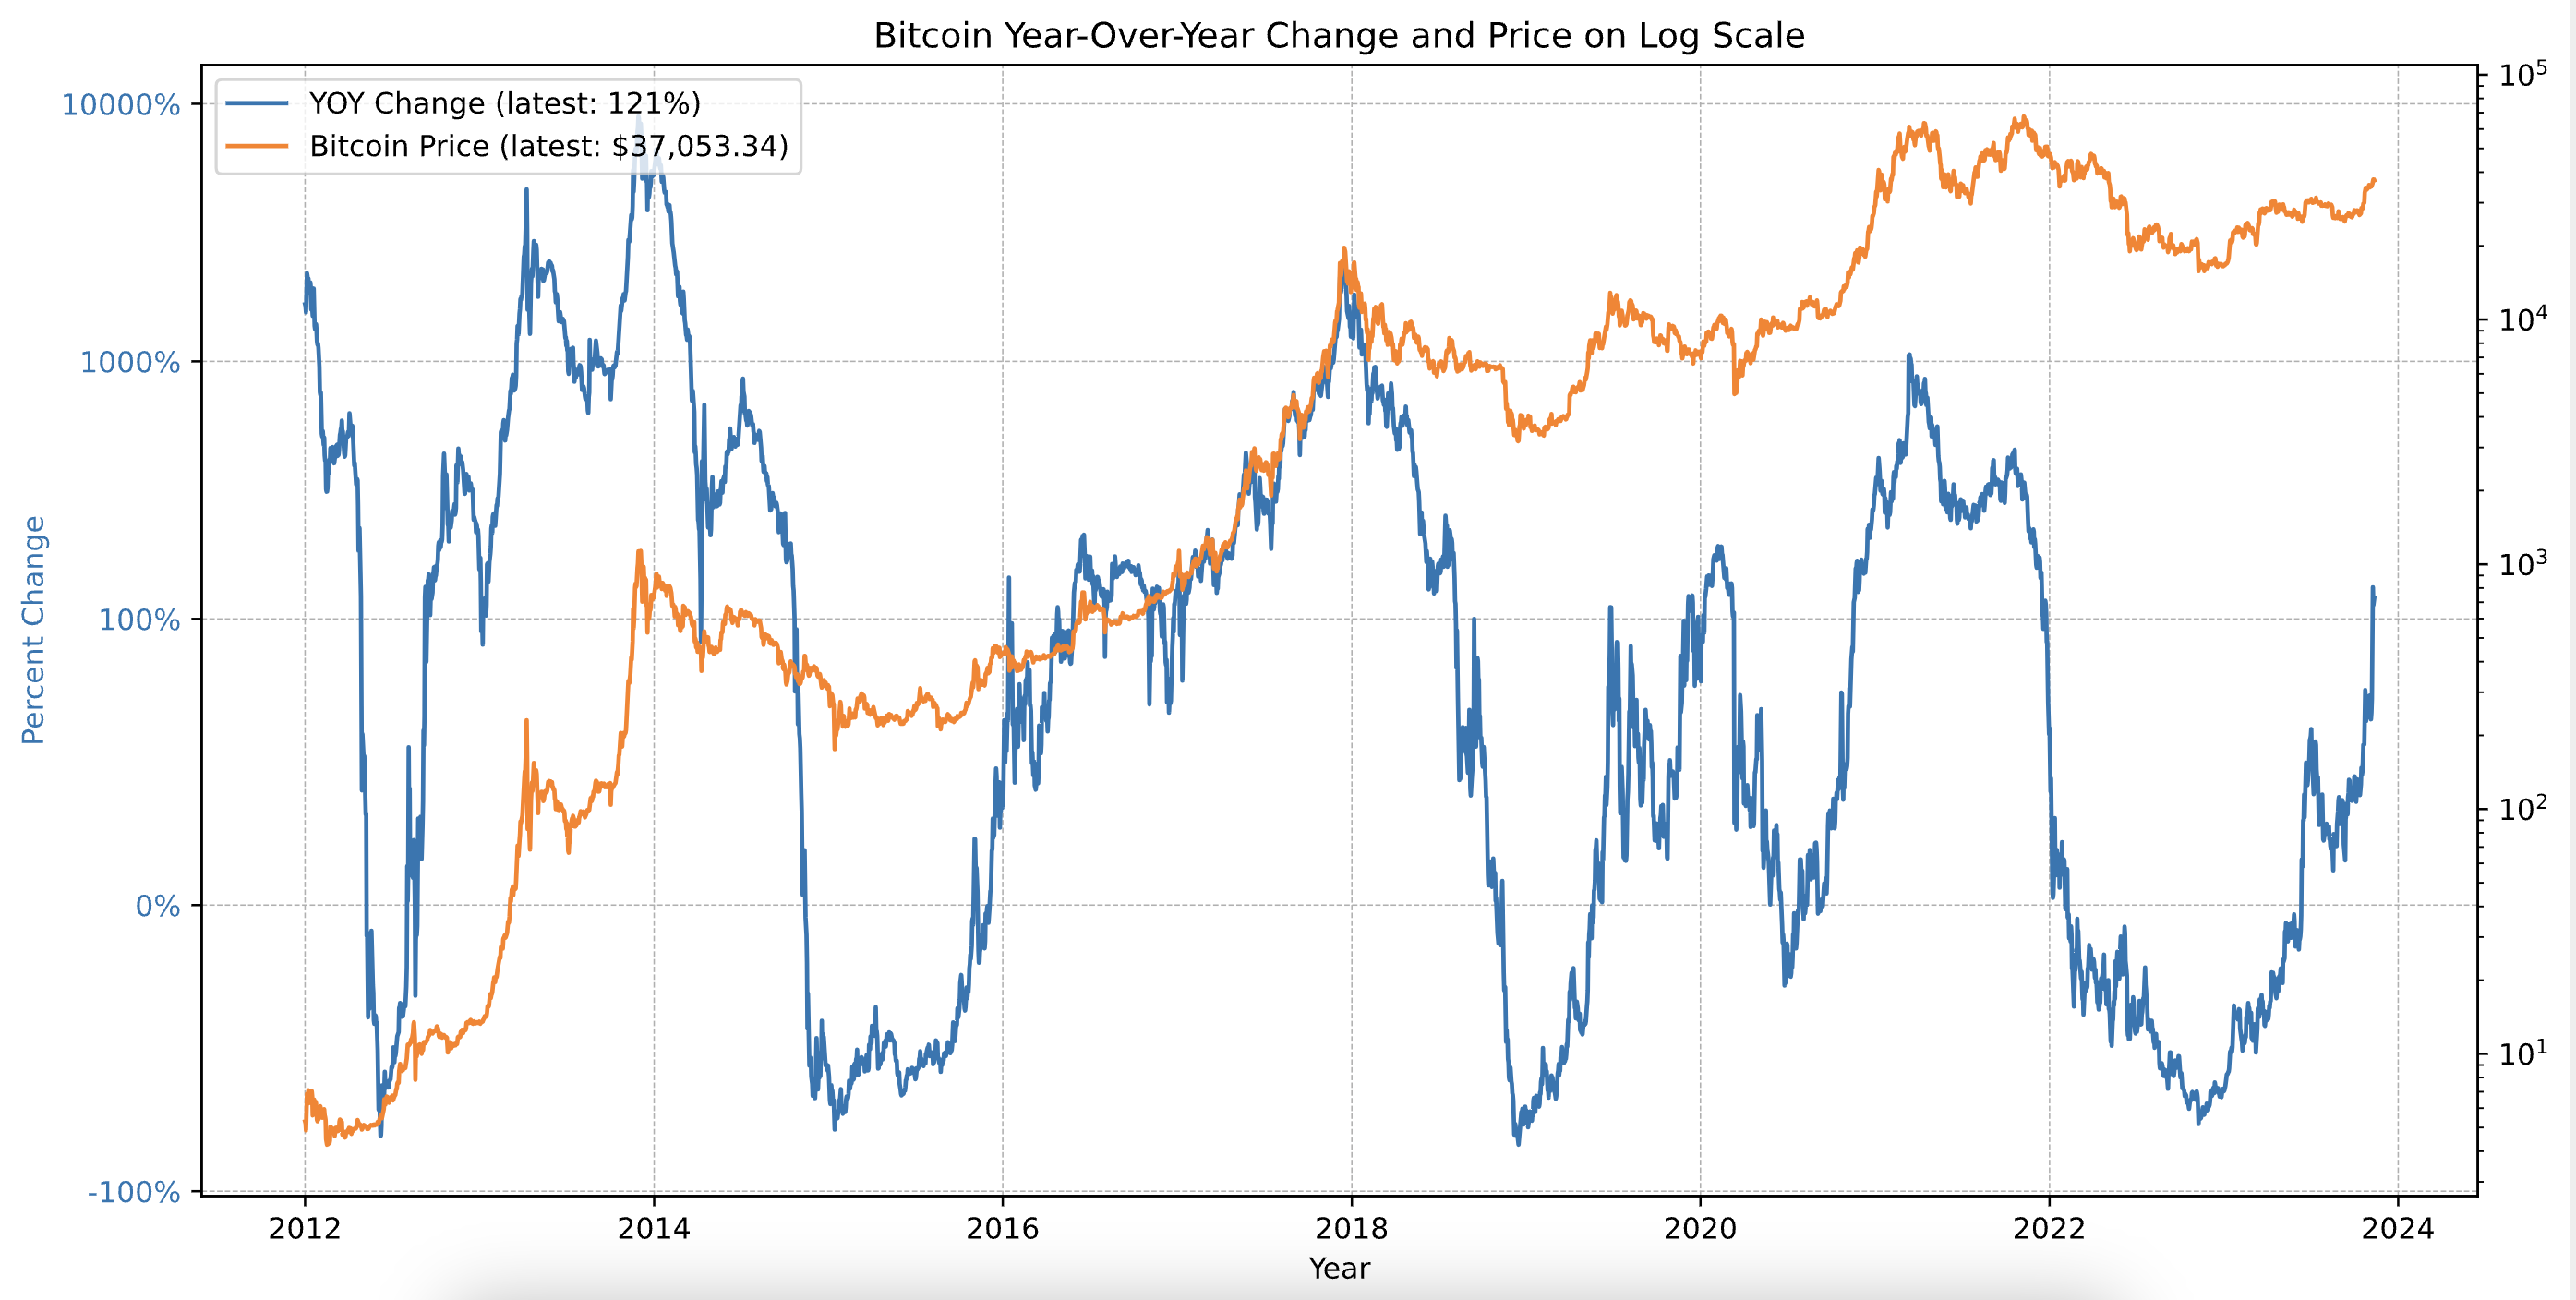 Bitcoin Year-Over-Year Change and Price on Log Scale
YOY Change (latest: 121%)
Bitcoin Price (latest: $37,053.34)
Percent Change
10000%
1000%
100%
0%
-100%
10⁵
10⁴
10³
10²
10¹
2012 2014 2016 2018 2020 2022 2024
Year